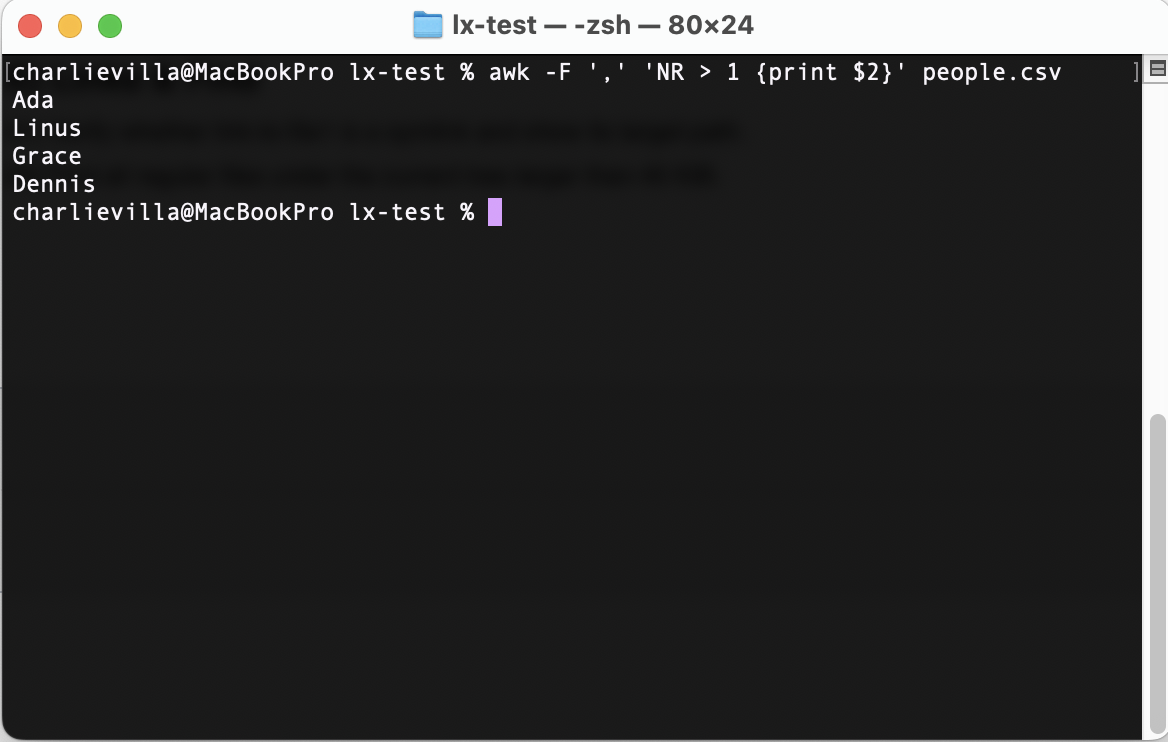 lx-test — -zsh — 80×24
[charlievilla@MacBookPro lx-test % awk -F ',' 'NR > 1 {print $2}' people.csv ]
Ada
Linus
Grace
Dennis
charlievilla@MacBookPro lx-test %